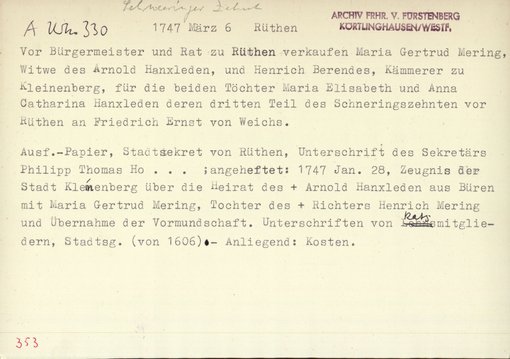 Schneringer Zehnt
A Uk. 330 1747 März 6 Rüthen
ARCHIV FRHR. V. FÜRSTENBERG
KÖRTLINGHAUSEN/WESTF.
Vor Bürgermeister und Rat zu Rüthen verkaufen Maria Gertrud Mering,
Witwe des Arnold Hanxleden, und Henrich Berendes, Kämmerer zu
Kleinenberg, für die beiden Töchter Maria Elisabeth und Anna
Catharina Hanxleden deren dritten Teil des Schneringszehnten vor
Rüthen an Friedrich Ernst von Weichs.
Ausf.-Papier, Stadtsekret von Rüthen, Unterschrift des Sekretärs
Philipp Thomas Ho . . . ;angeheftet: 1747 Jan. 28, Zeugnis der
Stadt Kleinenberg über die Heirat des + Arnold Hanxleden aus Büren
mit Maria Gertrud Mering, Tochter des + Richters Henrich Mering
und Übernahme der Vormundschaft. Unterschriften von Ratsmitglie-
dern, Stadtsg. (von 1606).- Anliegend: Kosten.
353